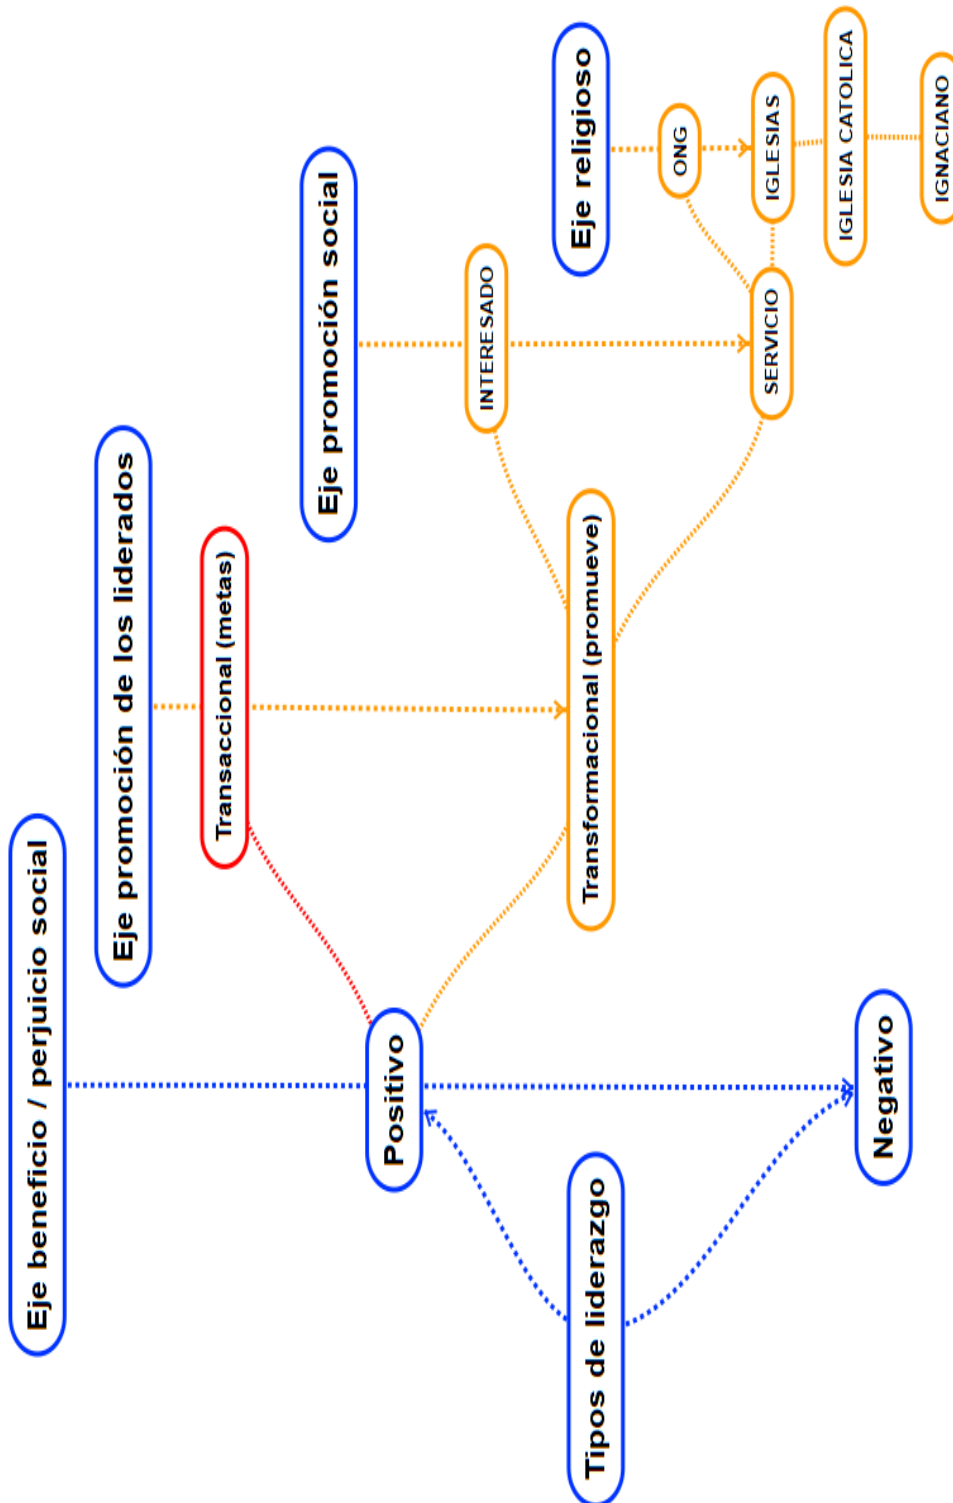 Eje beneficio / perjuicio social
Eje promoción de los liderados
Eje promoción social
Eje religioso
Tipos de liderazgo
Positivo
Negativo
Transaccional (metas)
Transformacional (promueve)
INTERESADO
SERVICIO
ONG
IGLESIAS
IGLESIA CATOLICA
IGNACIANO